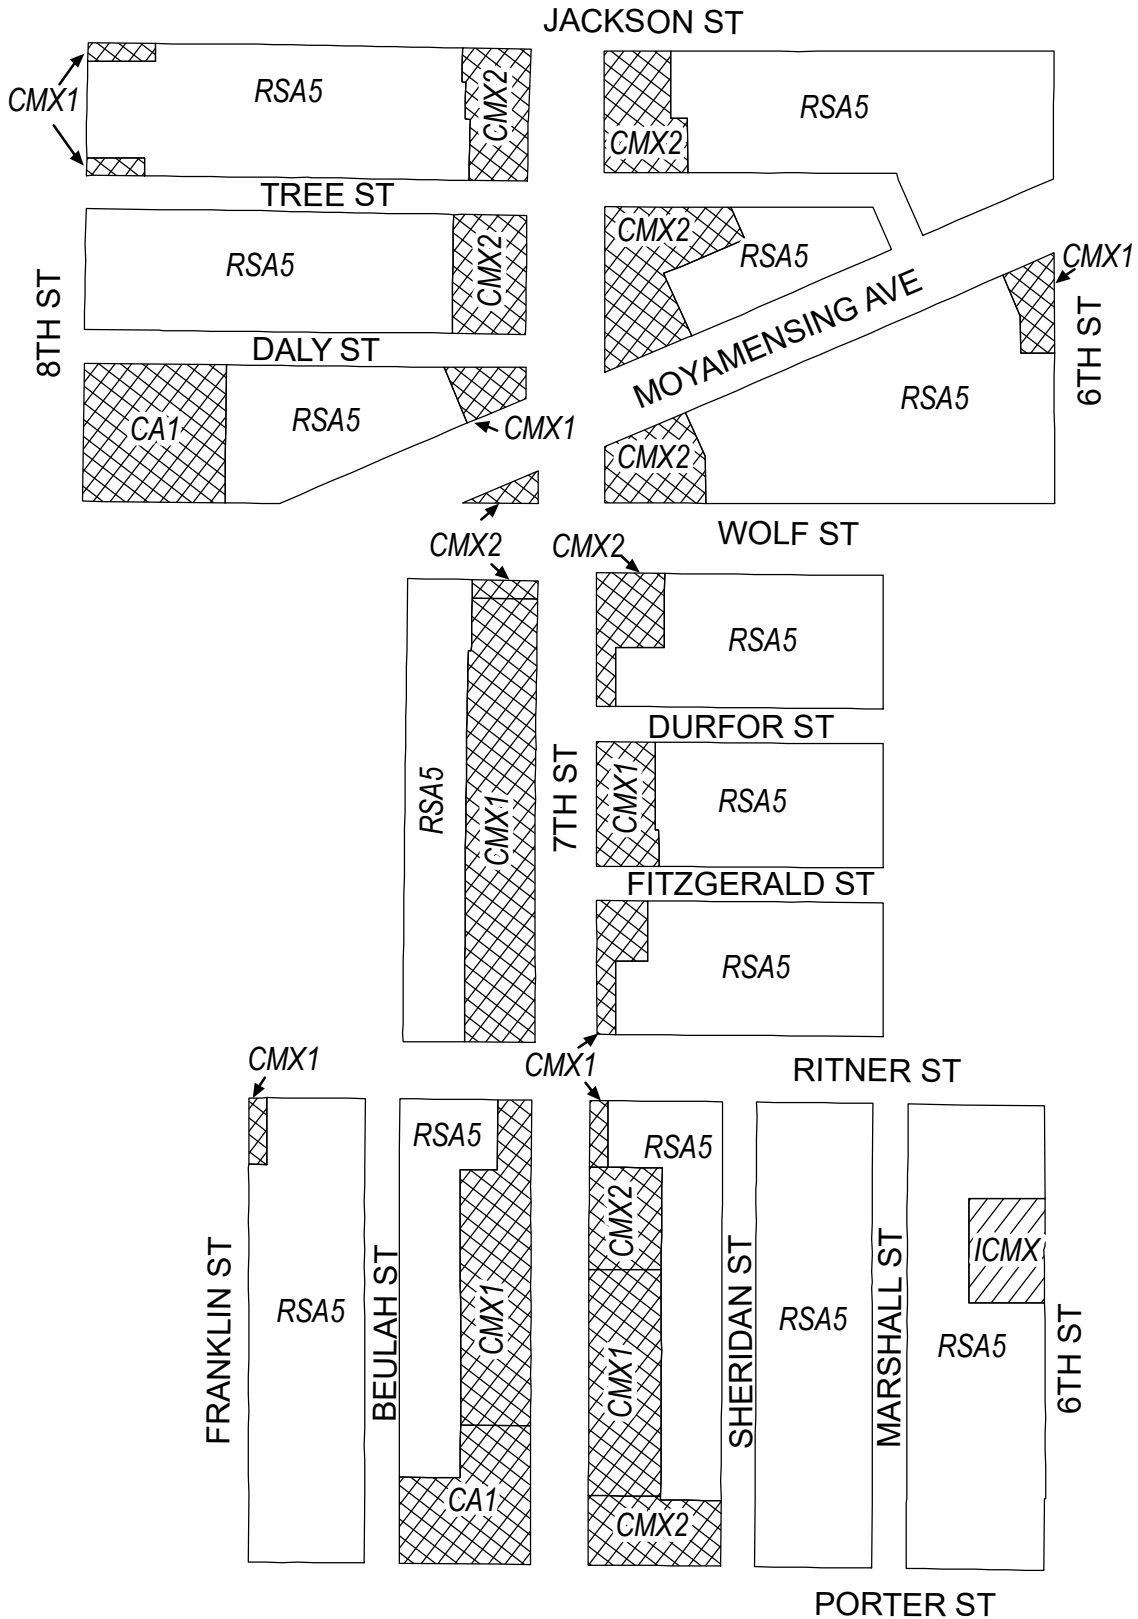 JACKSON ST
CMX1
RSA5
CMX2
CMX2
RSA5
TREE ST
8TH ST
RSA5
CMX2
CMX2
RSA5
CMX1
6TH ST
DALY ST
MOYAMENSING AVE
CA1
RSA5
CMX1
CMX2
RSA5
CMX2
CMX2
WOLF ST
RSA5
CMX1
7TH ST
RSA5
DURFOR ST
CMX1
RSA5
FITZGERALD ST
RSA5
CMX1
CMX1
RITNER ST
FRANKLIN ST
RSA5
BEULAH ST
RSA5
CMX1
CA1
CMX2
RSA5
CMX1
CMX2
SHERIDAN ST
RSA5
MARSHALL ST
ICMX
RSA5
6TH ST
PORTER ST